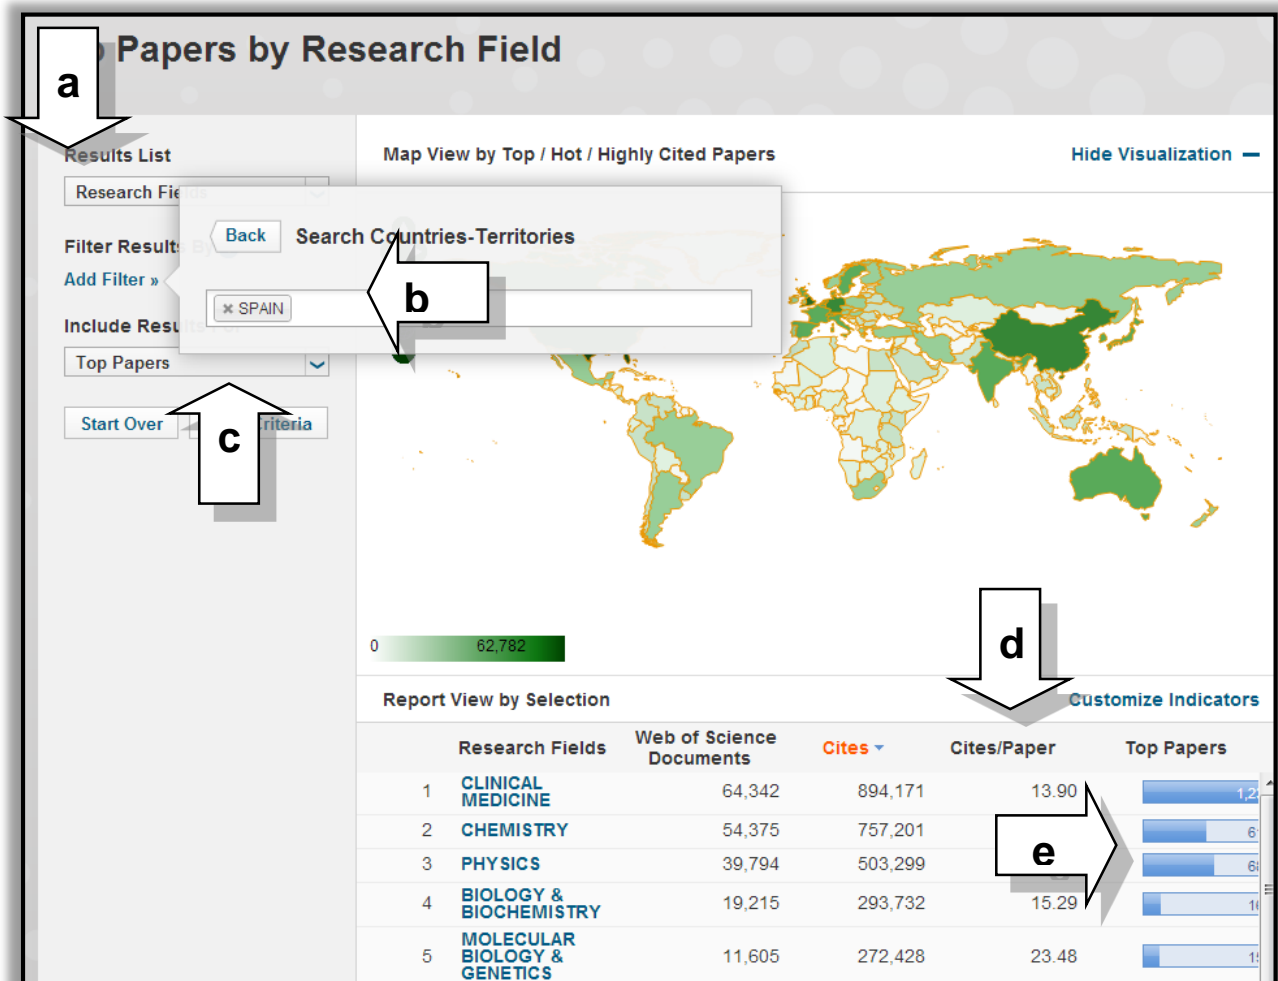 Papers by Research Field
a
Results List
Map View by Top / Hot / Highly Cited Papers
Hide Visualization
Research Fields
Back
Search Countries-Territories
Filter Results
Add Filter »
b
× SPAIN
Include Results
Top Papers
Start Over
c
d
0
62,782
Report View by Selection
Customize Indicators
Research Fields
Web of Science
Documents
Cites
Cites/Paper
Top Papers
1 CLINICAL
MEDICINE 64,342 894,171 13.90
2 CHEMISTRY 54,375 757,201
3 PHYSICS 39,794 503,299
e
4 BIOLOGY &
BIOCHEMISTRY 19,215 293,732 15.29
5 MOLECULAR
BIOLOGY &
GENETICS 11,605 272,428 23.48